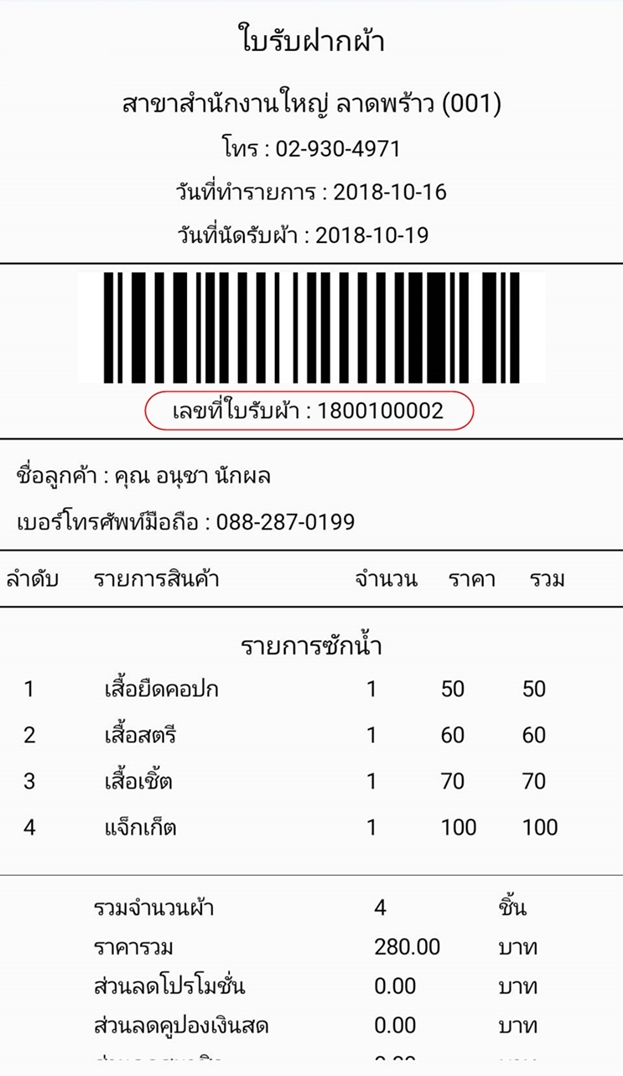 ใบรับฝากผ้า
สาขาสำนักงานใหญ่ ลาดพร้าว (001)
โทร : 02-930-4971
วันที่ทำรายการ : 2018-10-16
วันที่นัดรับผ้า : 2018-10-19
เลขที่ใบรับผ้า : 1800100002
ชื่อลูกค้า : คุณ อนุชา นักผล
เบอร์โทรศัพท์มือถือ : 088-287-0199
ลำดับ รายการสินค้า จำนวน ราคา รวม
รายการซักน้ำ
1 เสื้อยืดคอปก 1 50 50
2 เสื้อสตรี 1 60 60
3 เสื้อเชิ้ต 1 70 70
4 แจ็กเก็ต 1 100 100
รวมจำนวนผ้า 4 ชิ้น
ราคารวม 280.00 บาท
ส่วนลดโปรโมชั่น 0.00 บาท
ส่วนลดคูปองเงินสด 0.00 บาท